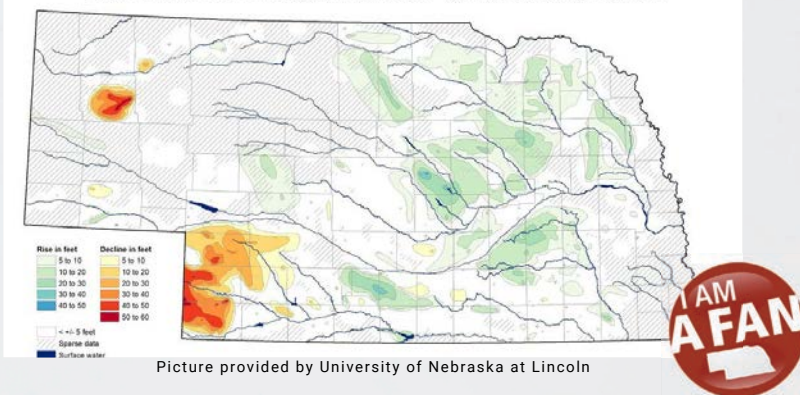 Rise in feet
5 to 10
10 to 20
20 to 30
30 to 40
40 to 50
Decline in feet
5 to 10
10 to 20
20 to 30
30 to 40
40 to 50
50 to 60
< +/- 5 feet
Sparse data
Surface water
Picture provided by University of Nebraska at Lincoln
I AM
A FAN